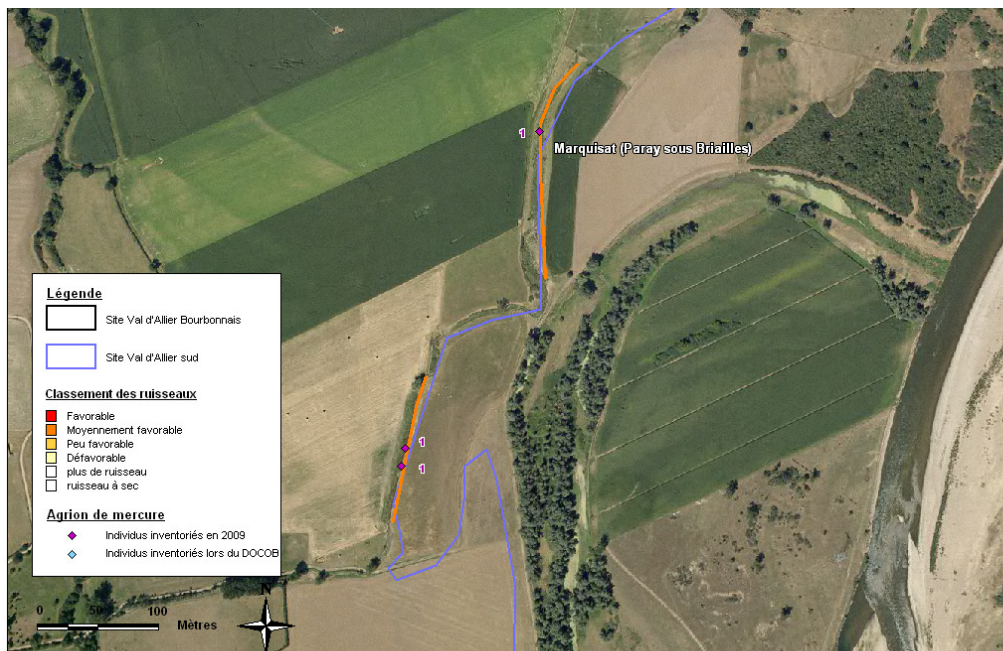 1
Marquisat (Paray sous Briailles)
Légende
Site Val d'Allier Bourbonnais
Site Val d'Allier sud
Classement des ruisseaux
Favorable
Moyennement favorable
Peu favorable
Défavorable
plus de ruisseau
ruisseau à sec
1
1
Agrion de mercure
Individus inventoriés en 2009
Individus inventoriés lors du DOCOB
N
0 50 100
Mètres